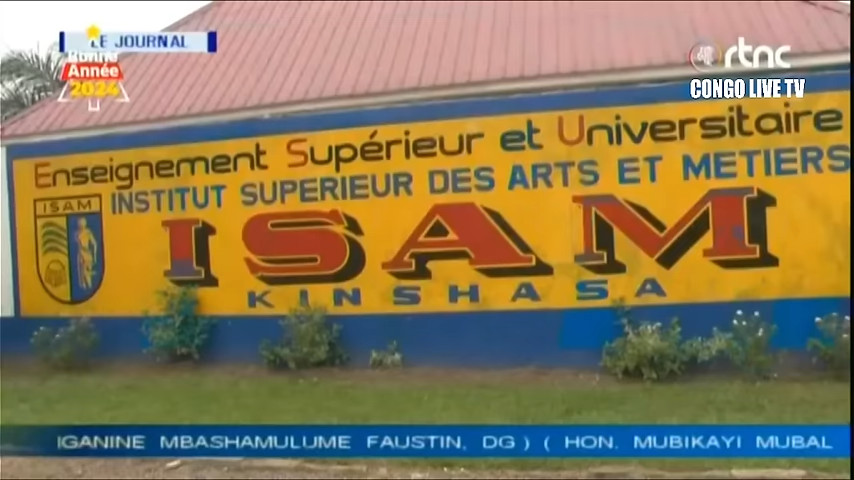 LE JOURNAL
Bonne
Année
2024
rtnc
CONGO LIVE TV
Enseignement Supérieur et Universitaire
INSTITUT SUPERIEUR DES ARTS ET METIERS
ISAM
ISAM
KINSHASA
IGANINE MBASHAMULUME FAUSTIN, DG ) ( HON. MUBIKAYI MUBAL